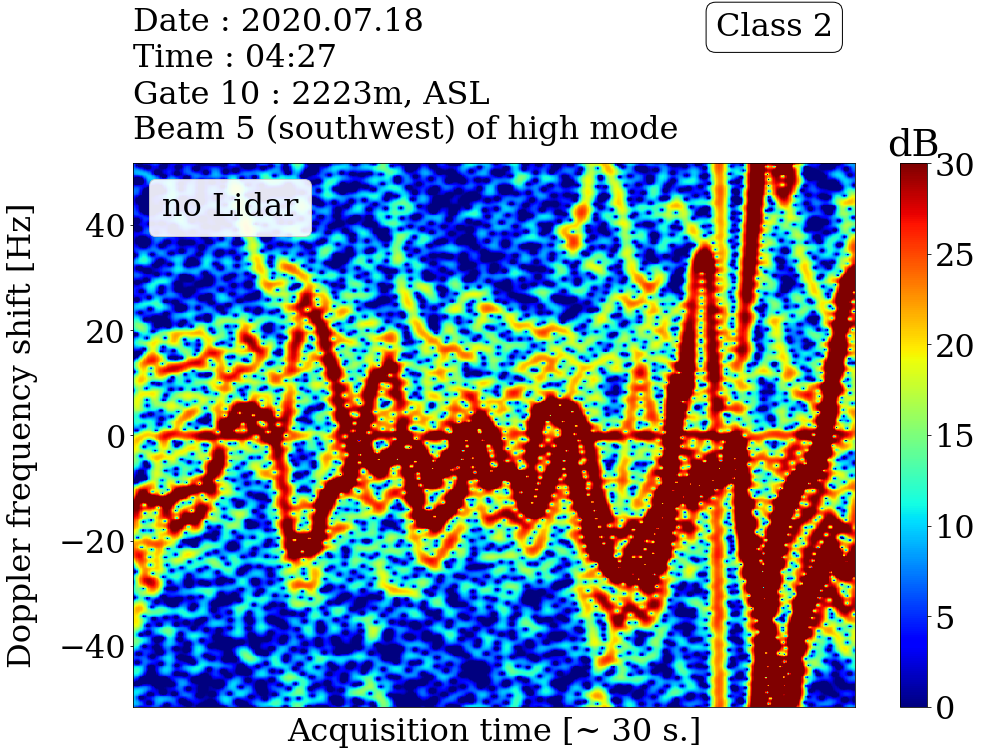 Date : 2020.07.18
Class 2
Time : 04:27
Gate 10 : 2223m, ASL
Beam 5 (southwest) of high mode
dB
no Lidar
Doppler frequency shift [Hz]
40
20
0
−20
−40
30
25
20
15
10
5
0
Acquisition time [~ 30 s.]